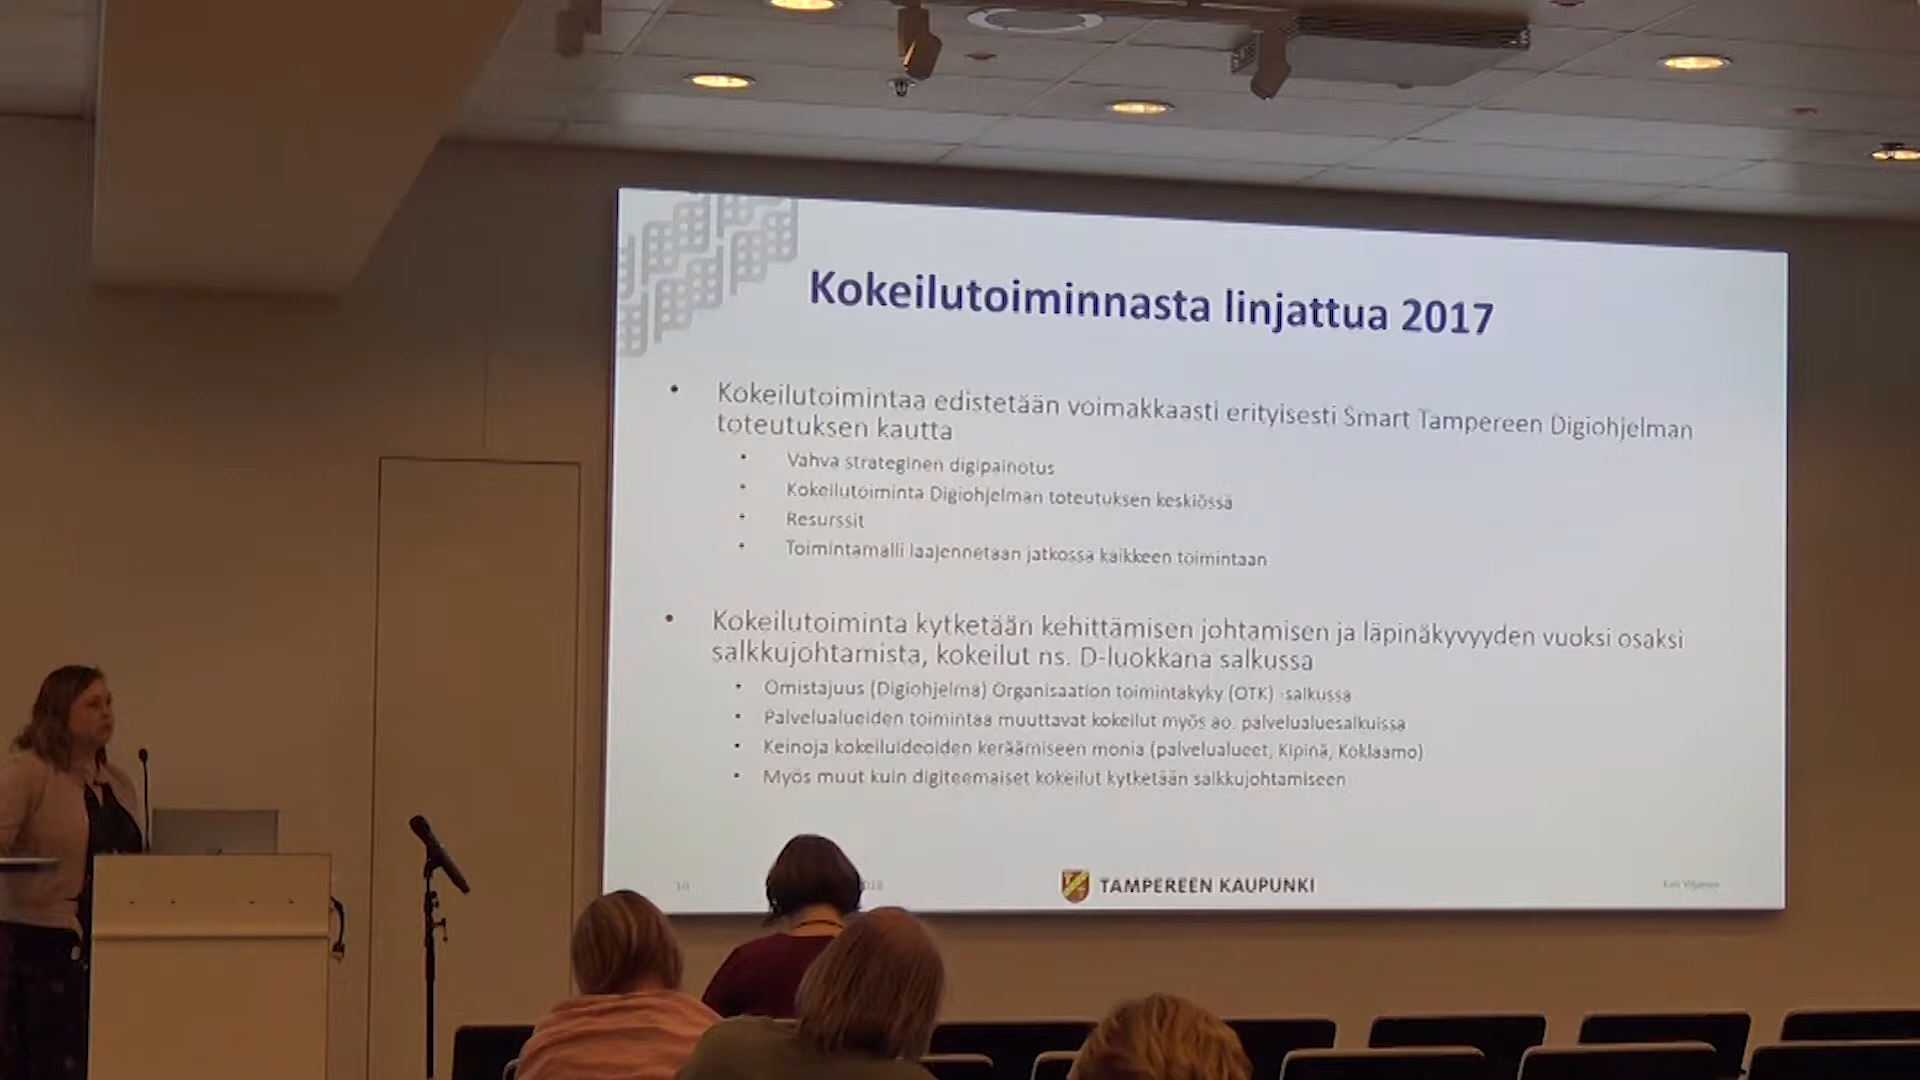 Kokeilutoiminnasta linjattua 2017
• Kokeilutoimintaa edistetään voimakkaasti erityisesti Smart Tampereen Digiohjelman
toteutuksen kautta
• Vahva strateginen digipainotus
• Kokeilutoiminta Digiohjelman toteutuksen keskiössä
• Resurssit
• Toimintamalli laajennetaan jatkossa kaikkeen toimintaan
• Kokeilutoiminta kytketään kehittämisen johtamisen ja läpinäkyvyyden vuoksi osaksi
salkkujohtamista, kokeilut ns. D-luokkana salkussa
• Omistajuus (Digiohjelma) Organisaation toimintakyky (OTK) -salkussa
• Palvelualueiden toimintaa muuttavat kokeilut myös ao. palvelualuesalkuissa
• Keinoja kokeiluideoiden keräämiseen monia (palvelualueet, Kipinä, Koklaamo)
• Myös muut kuin digiteemaiset kokeilut kytketään salkkujohtamiseen
10
TAMPEREEN KAUPUNKI